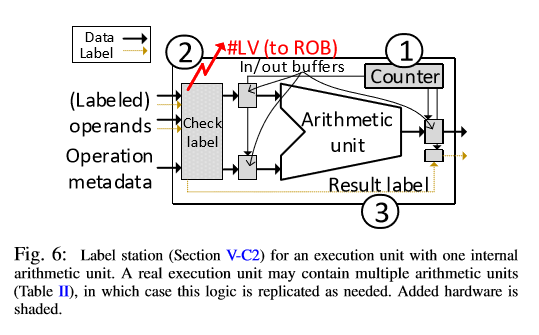 Data
Label
2
#LV (to ROB)
In/out buffers
1
Counter
(Labeled)
operands
Check
label
Arithmetic
unit
Operation
metadata
Result label
3
Fig. 6: Label station (Section V-C2) for an execution unit with one internal
arithmetic unit. A real execution unit may contain multiple arithmetic units
(Table II), in which case this logic is replicated as needed. Added hardware is
shaded.